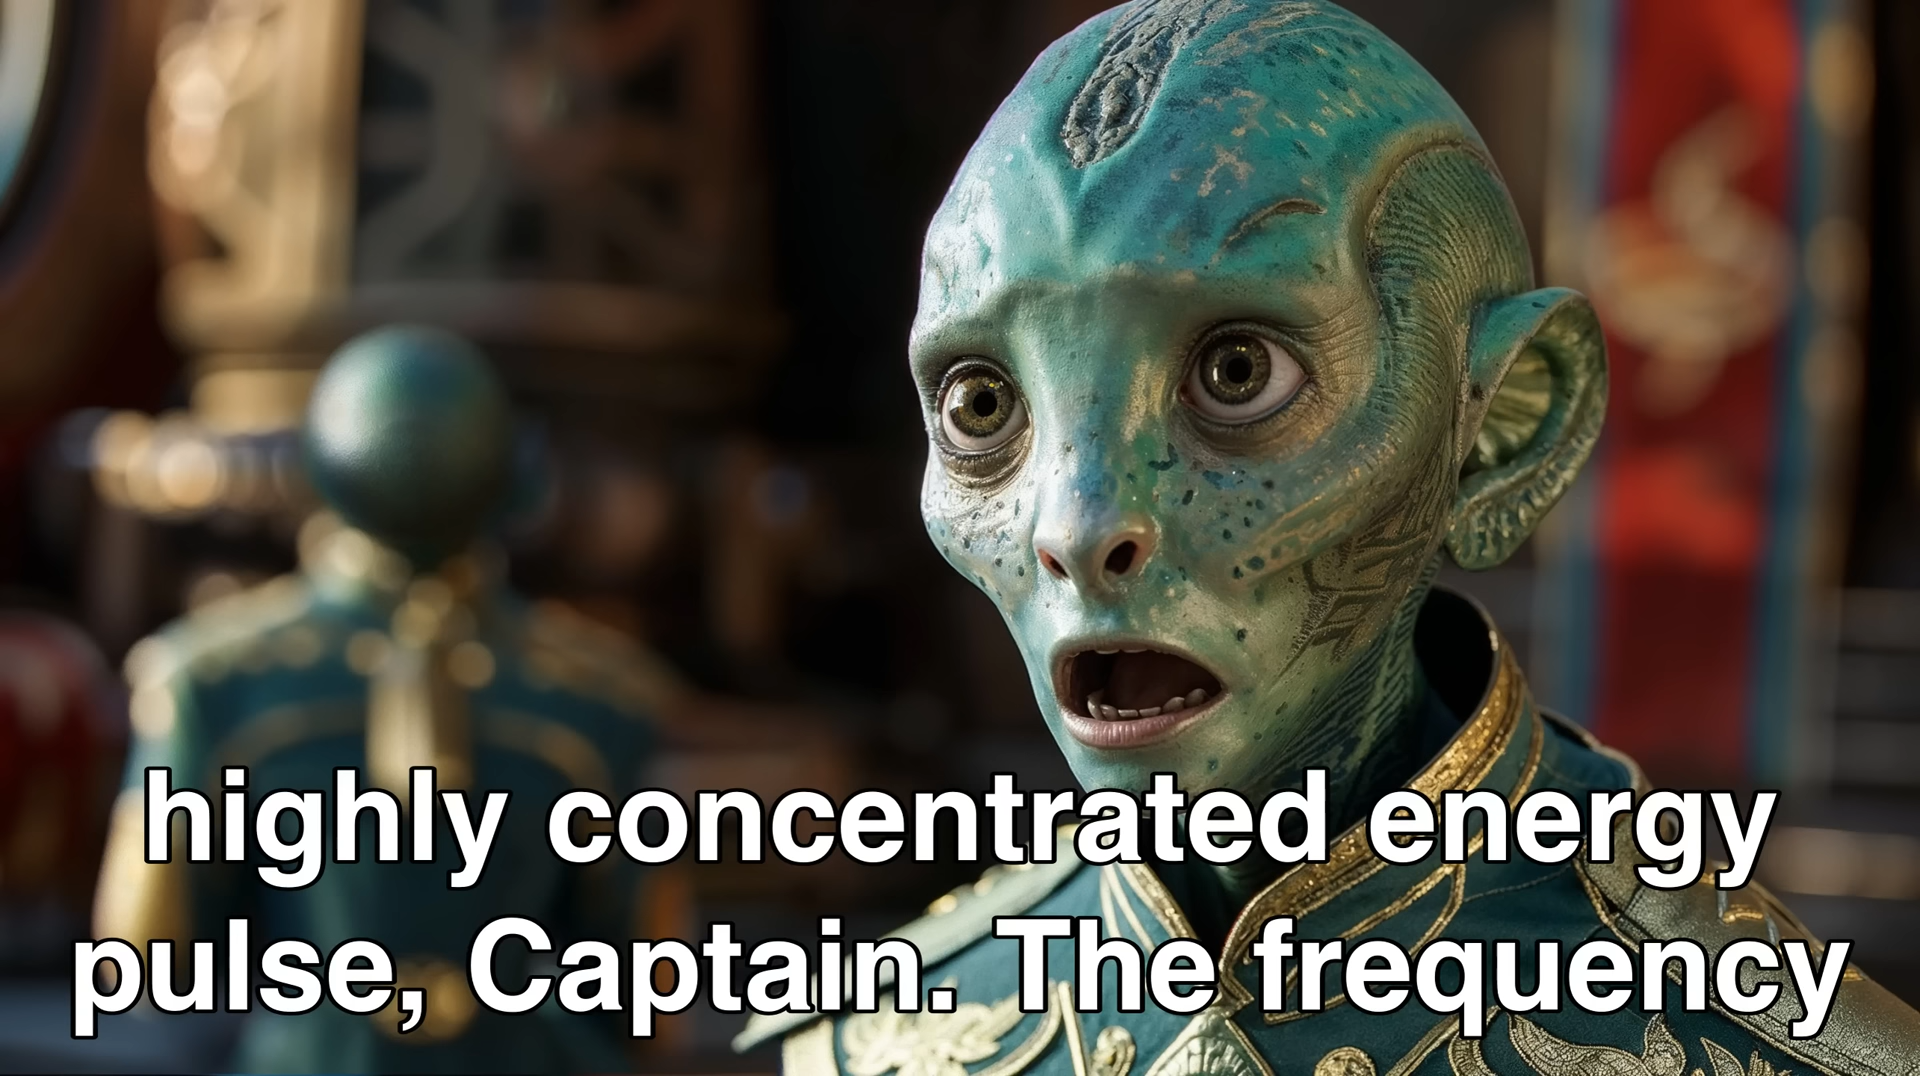 highly concentrated energy
pulse, Captain. The frequency